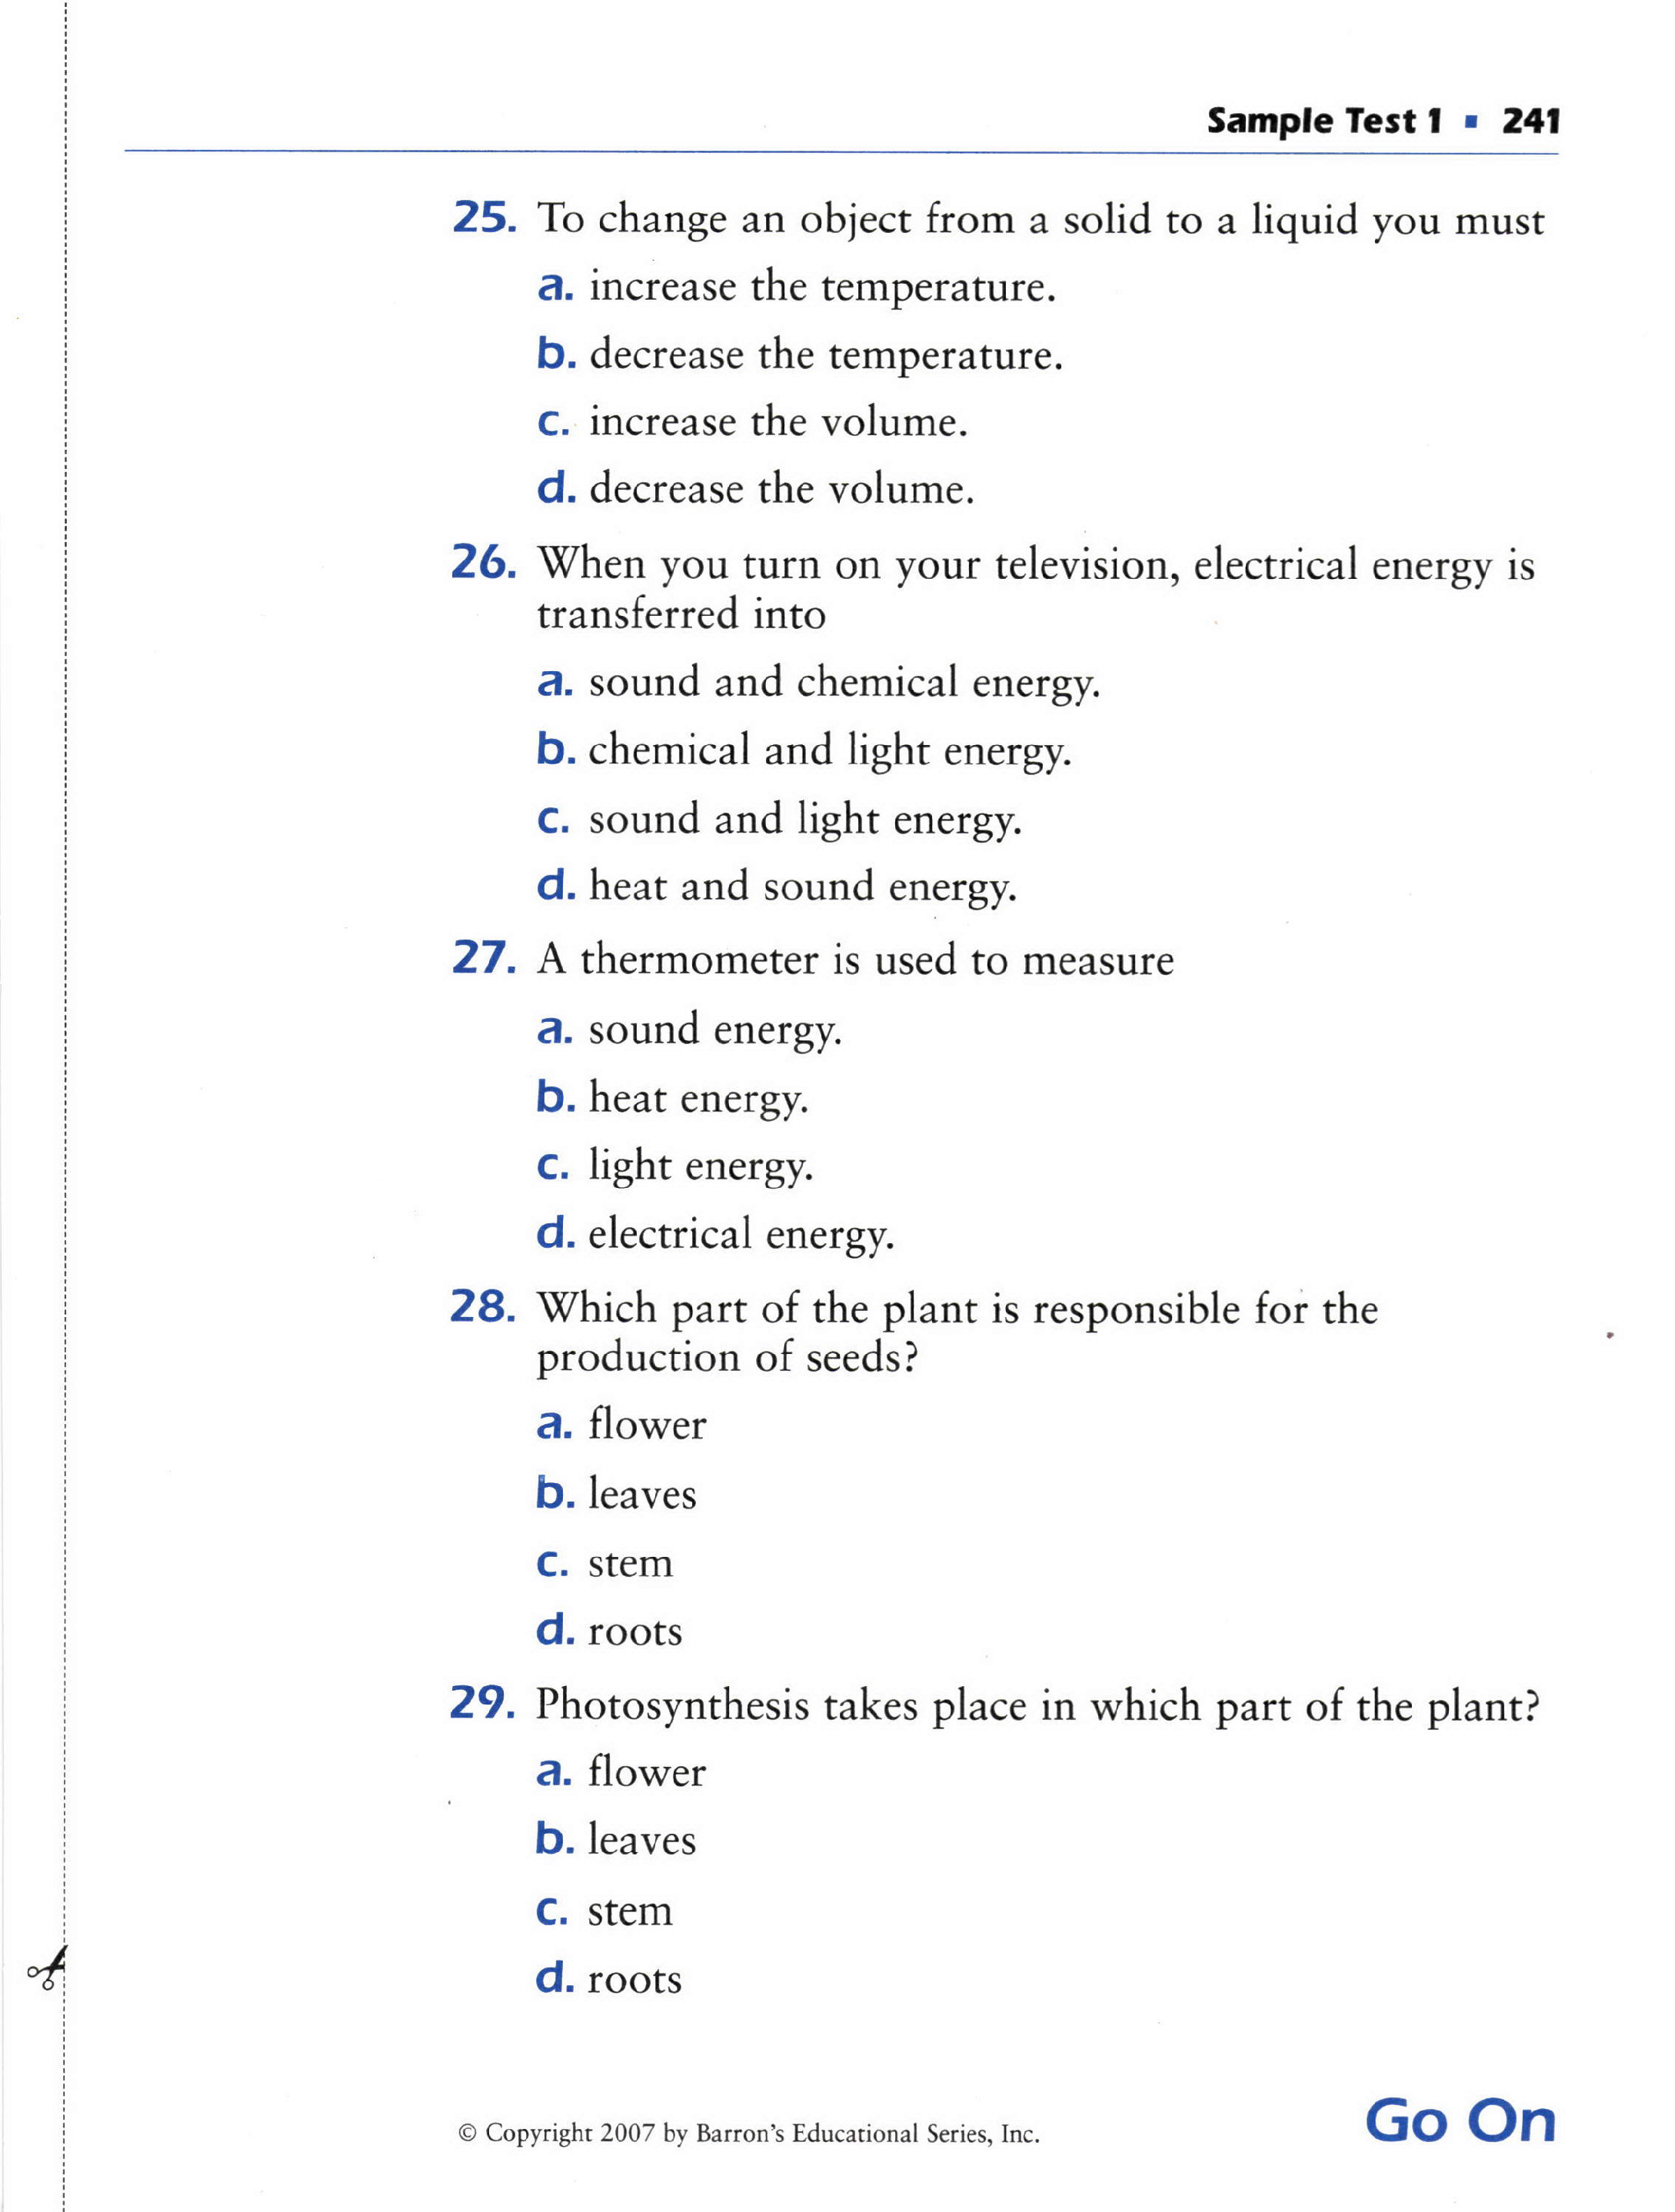 Sample Test 1 ▪ 241
25. To change an object from a solid to a liquid you must
a. increase the temperature.
b. decrease the temperature.
c. increase the volume.
d. decrease the volume.
26. When you turn on your television, electrical energy is
transferred into
a. sound and chemical energy.
b. chemical and light energy.
c. sound and light energy.
d. heat and sound energy.
27. A thermometer is used to measure
a. sound energy.
b. heat energy.
c. light energy.
d. electrical energy.
28. Which part of the plant is responsible for the
production of seeds?
a. flower
b. leaves
c. stem
d. roots
29. Photosynthesis takes place in which part of the plant?
a. flower
b. leaves
c. stem
d. roots
© Copyright 2007 by Barron's Educational Series, Inc.
Go On